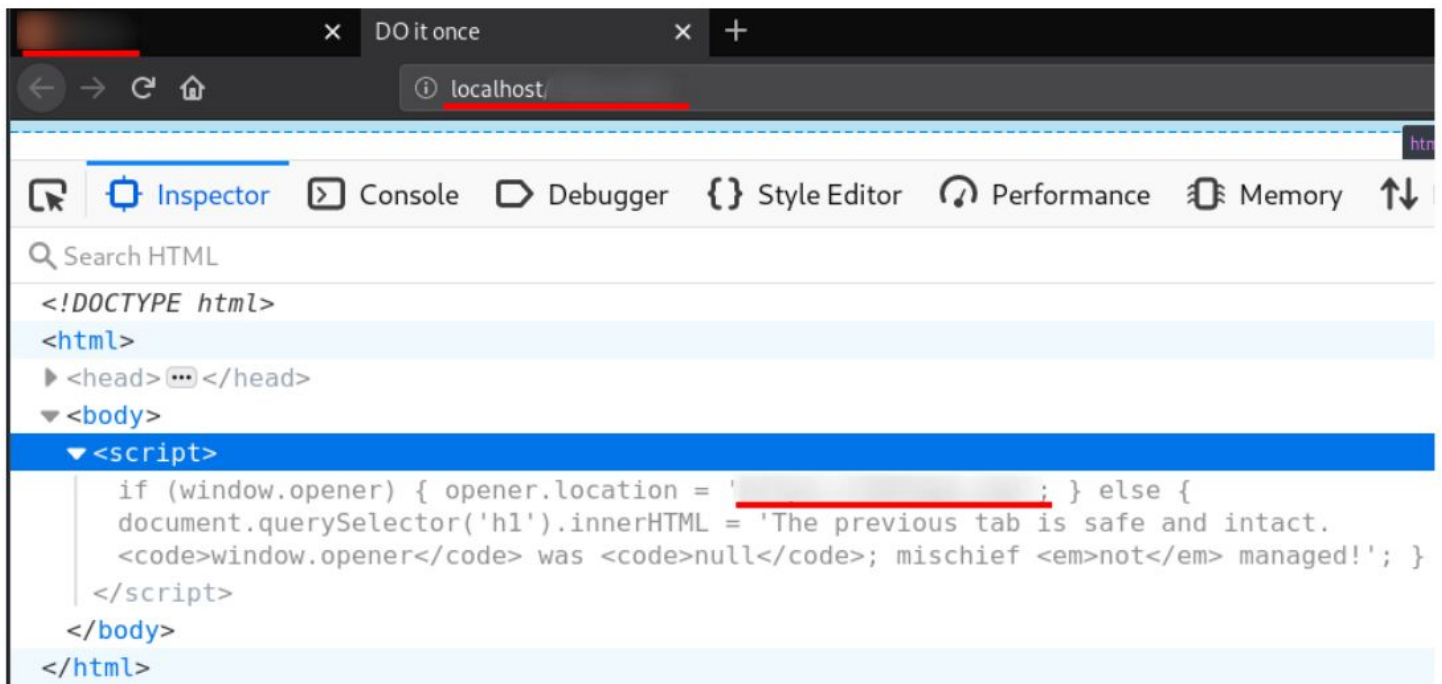 DO it once
localhost/
htm
Inspector Console Debugger Style Editor Performance Memory
Search HTML
<!DOCTYPE html>
<html>
<head></head>
<body>
<script>
if (window.opener) { opener.location = ' ; } else {
document.querySelector('h1').innerHTML = 'The previous tab is safe and intact.
<code>window.opener</code> was <code>null</code>; mischief <em>not</em> managed!'; }
</script>
</body>
</html>